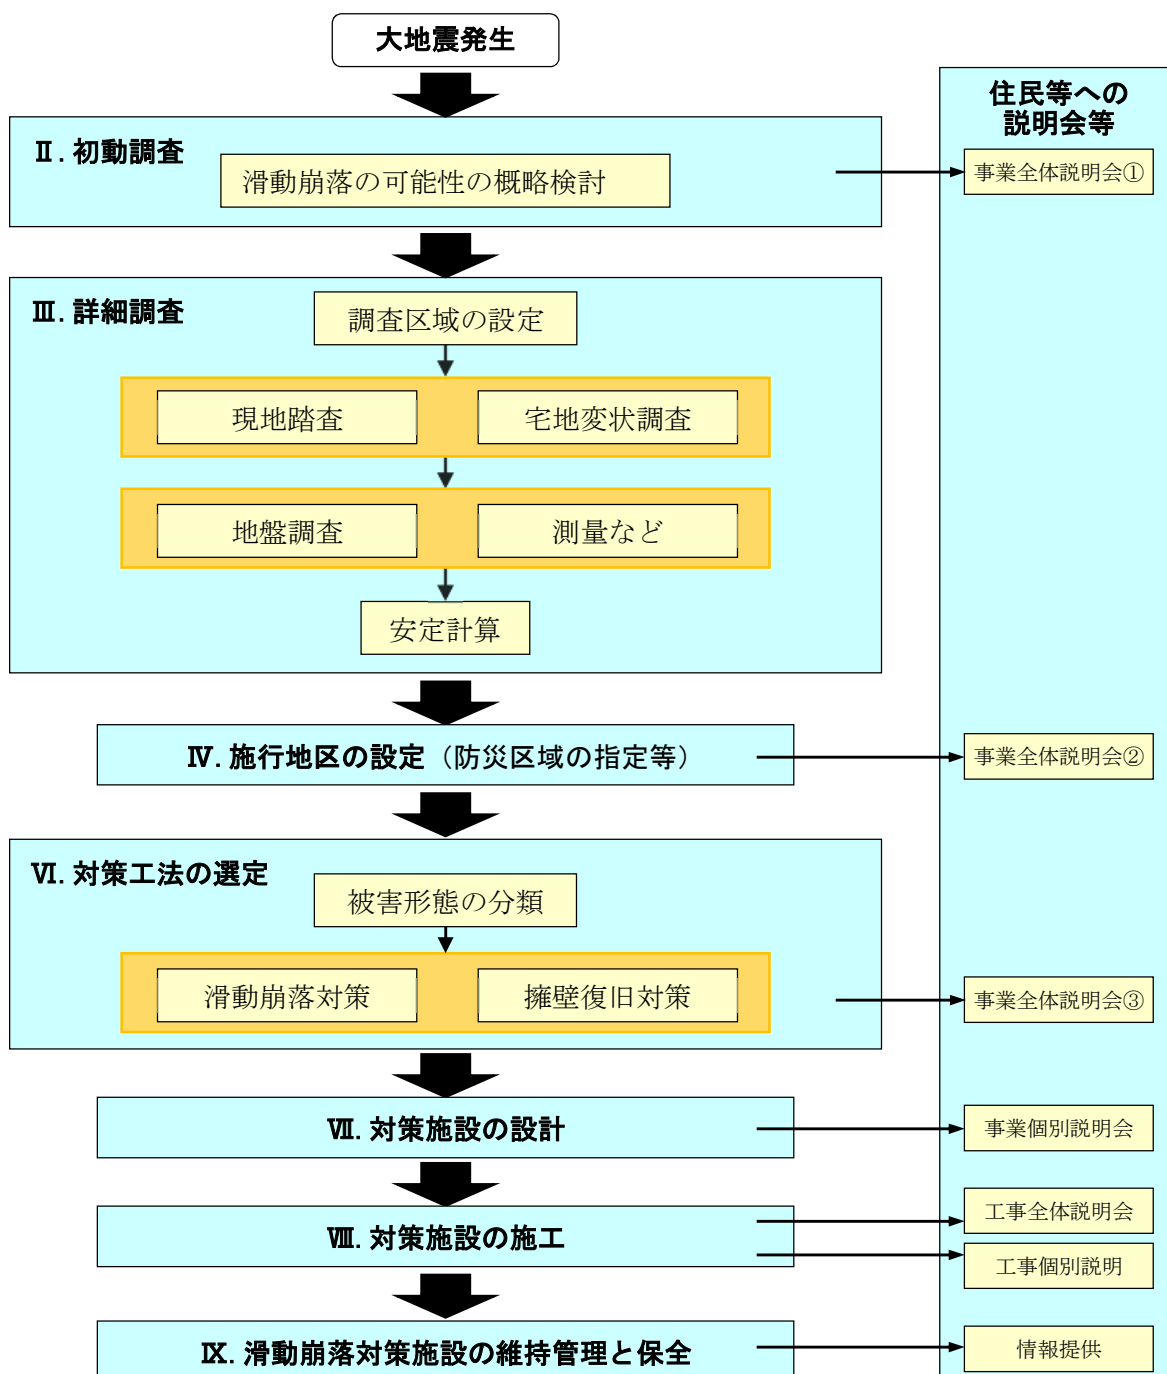 大地震発生
住民等への
説明会等
Ⅱ. 初動調査
滑動崩落の可能性の概略検討
事業全体説明会①
Ⅲ. 詳細調査
調査区域の設定
現地踏査
宅地変状調査
地盤調査
測量など
安定計算
Ⅳ. 施行地区の設定（防災区域の指定等）
事業全体説明会②
Ⅵ. 対策工法の選定
被害形態の分類
滑動崩落対策
擁壁復旧対策
事業全体説明会③
Ⅶ. 対策施設の設計
事業個別説明会
Ⅷ. 対策施設の施工
工事全体説明会
工事個別説明
Ⅸ. 滑動崩落対策施設の維持管理と保全
情報提供